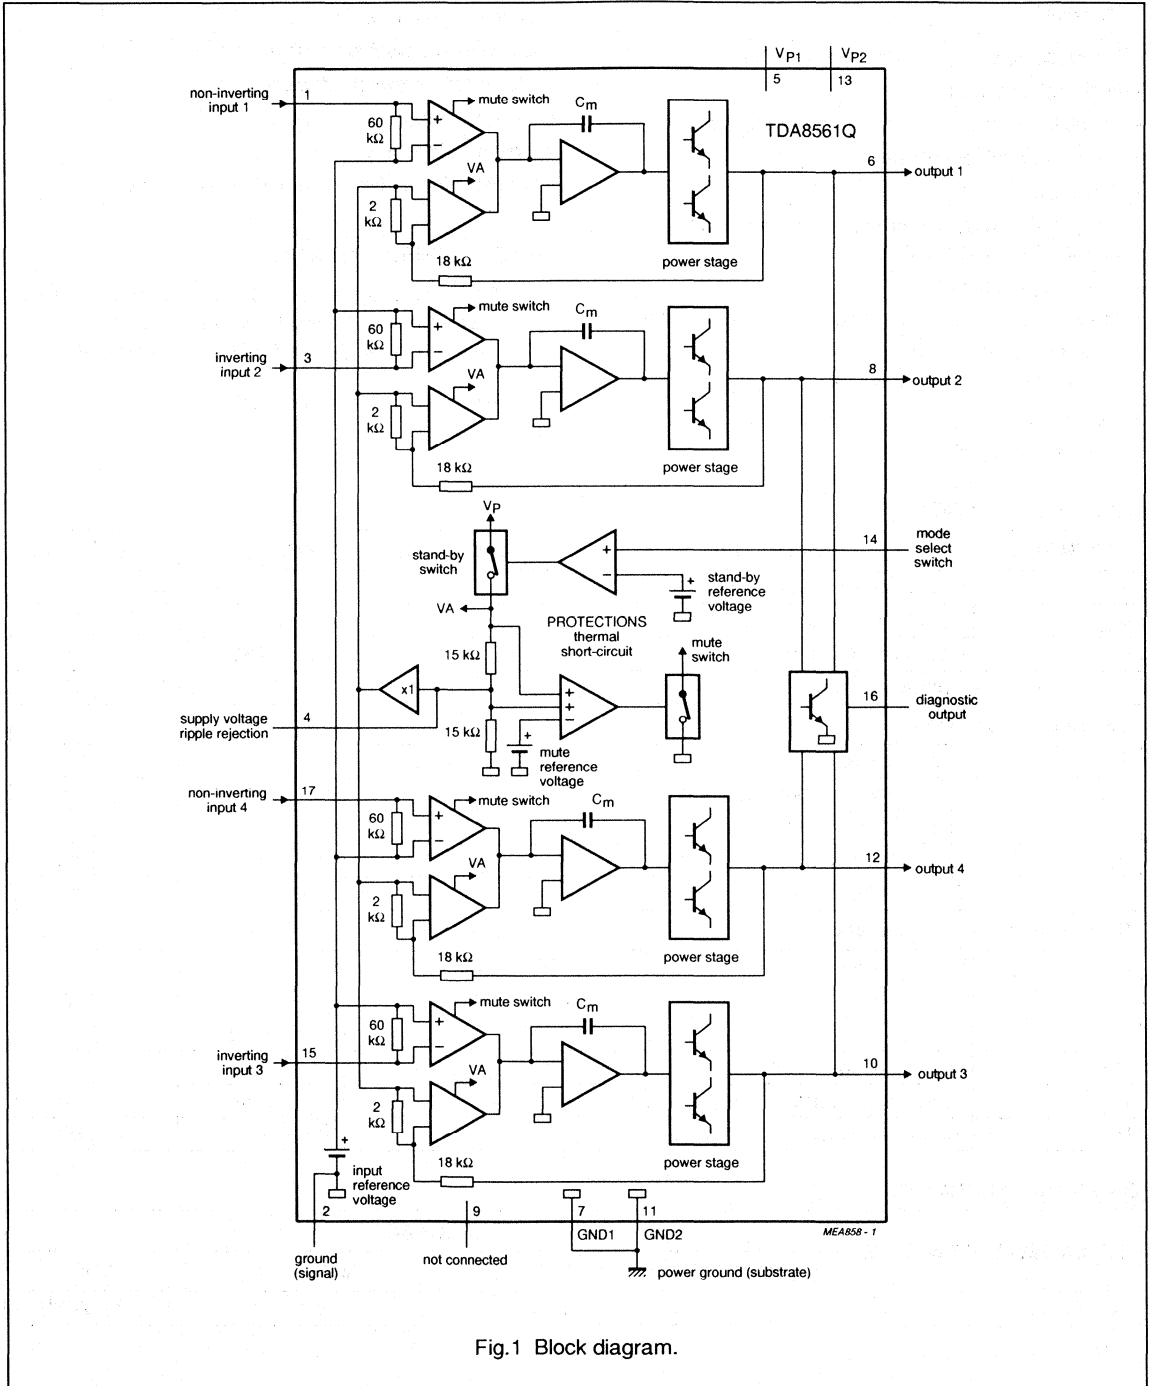 V_P1 V_P2
5 13
TDA8561Q
non-inverting
input 1
1
60
kΩ
+
−
mute switch
C_m
VA
2
kΩ
18 kΩ
power stage
6
output 1
60
kΩ
+
−
mute switch
C_m
inverting
input 2
3
VA
2
kΩ
18 kΩ
power stage
8
output 2
V_P
stand-by
switch
+
−
14
mode
select
switch
+
stand-by
reference
voltage
VA
PROTECTIONS
thermal
short-circuit
15 kΩ
x1
+
+
−
mute
switch
supply voltage
ripple rejection
4
15 kΩ
+
mute
reference
voltage
16
diagnostic
output
non-inverting
input 4
17
60
kΩ
+
−
mute switch
C_m
VA
2
kΩ
18 kΩ
power stage
12
output 4
60
kΩ
+
−
mute switch
C_m
inverting
input 3
15
VA
2
kΩ
18 kΩ
power stage
10
output 3
+
input
reference
voltage
2
9
7
11
GND1
GND2
MEA858 - 1
ground
(signal)
not connected
power ground (substrate)
Fig.1 Block diagram.